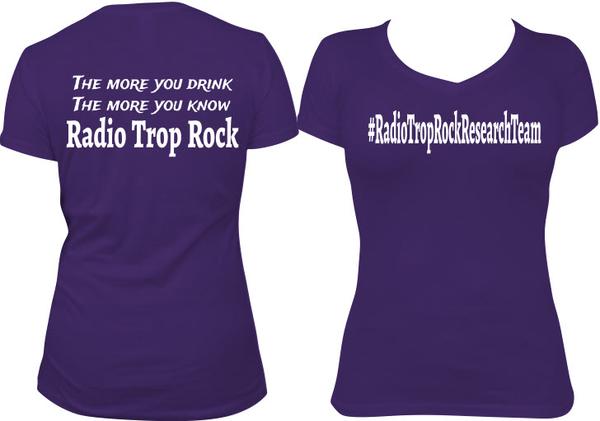 The more you drink
The more you know
Radio Trop Rock
#RadioTropRockResearchTeam